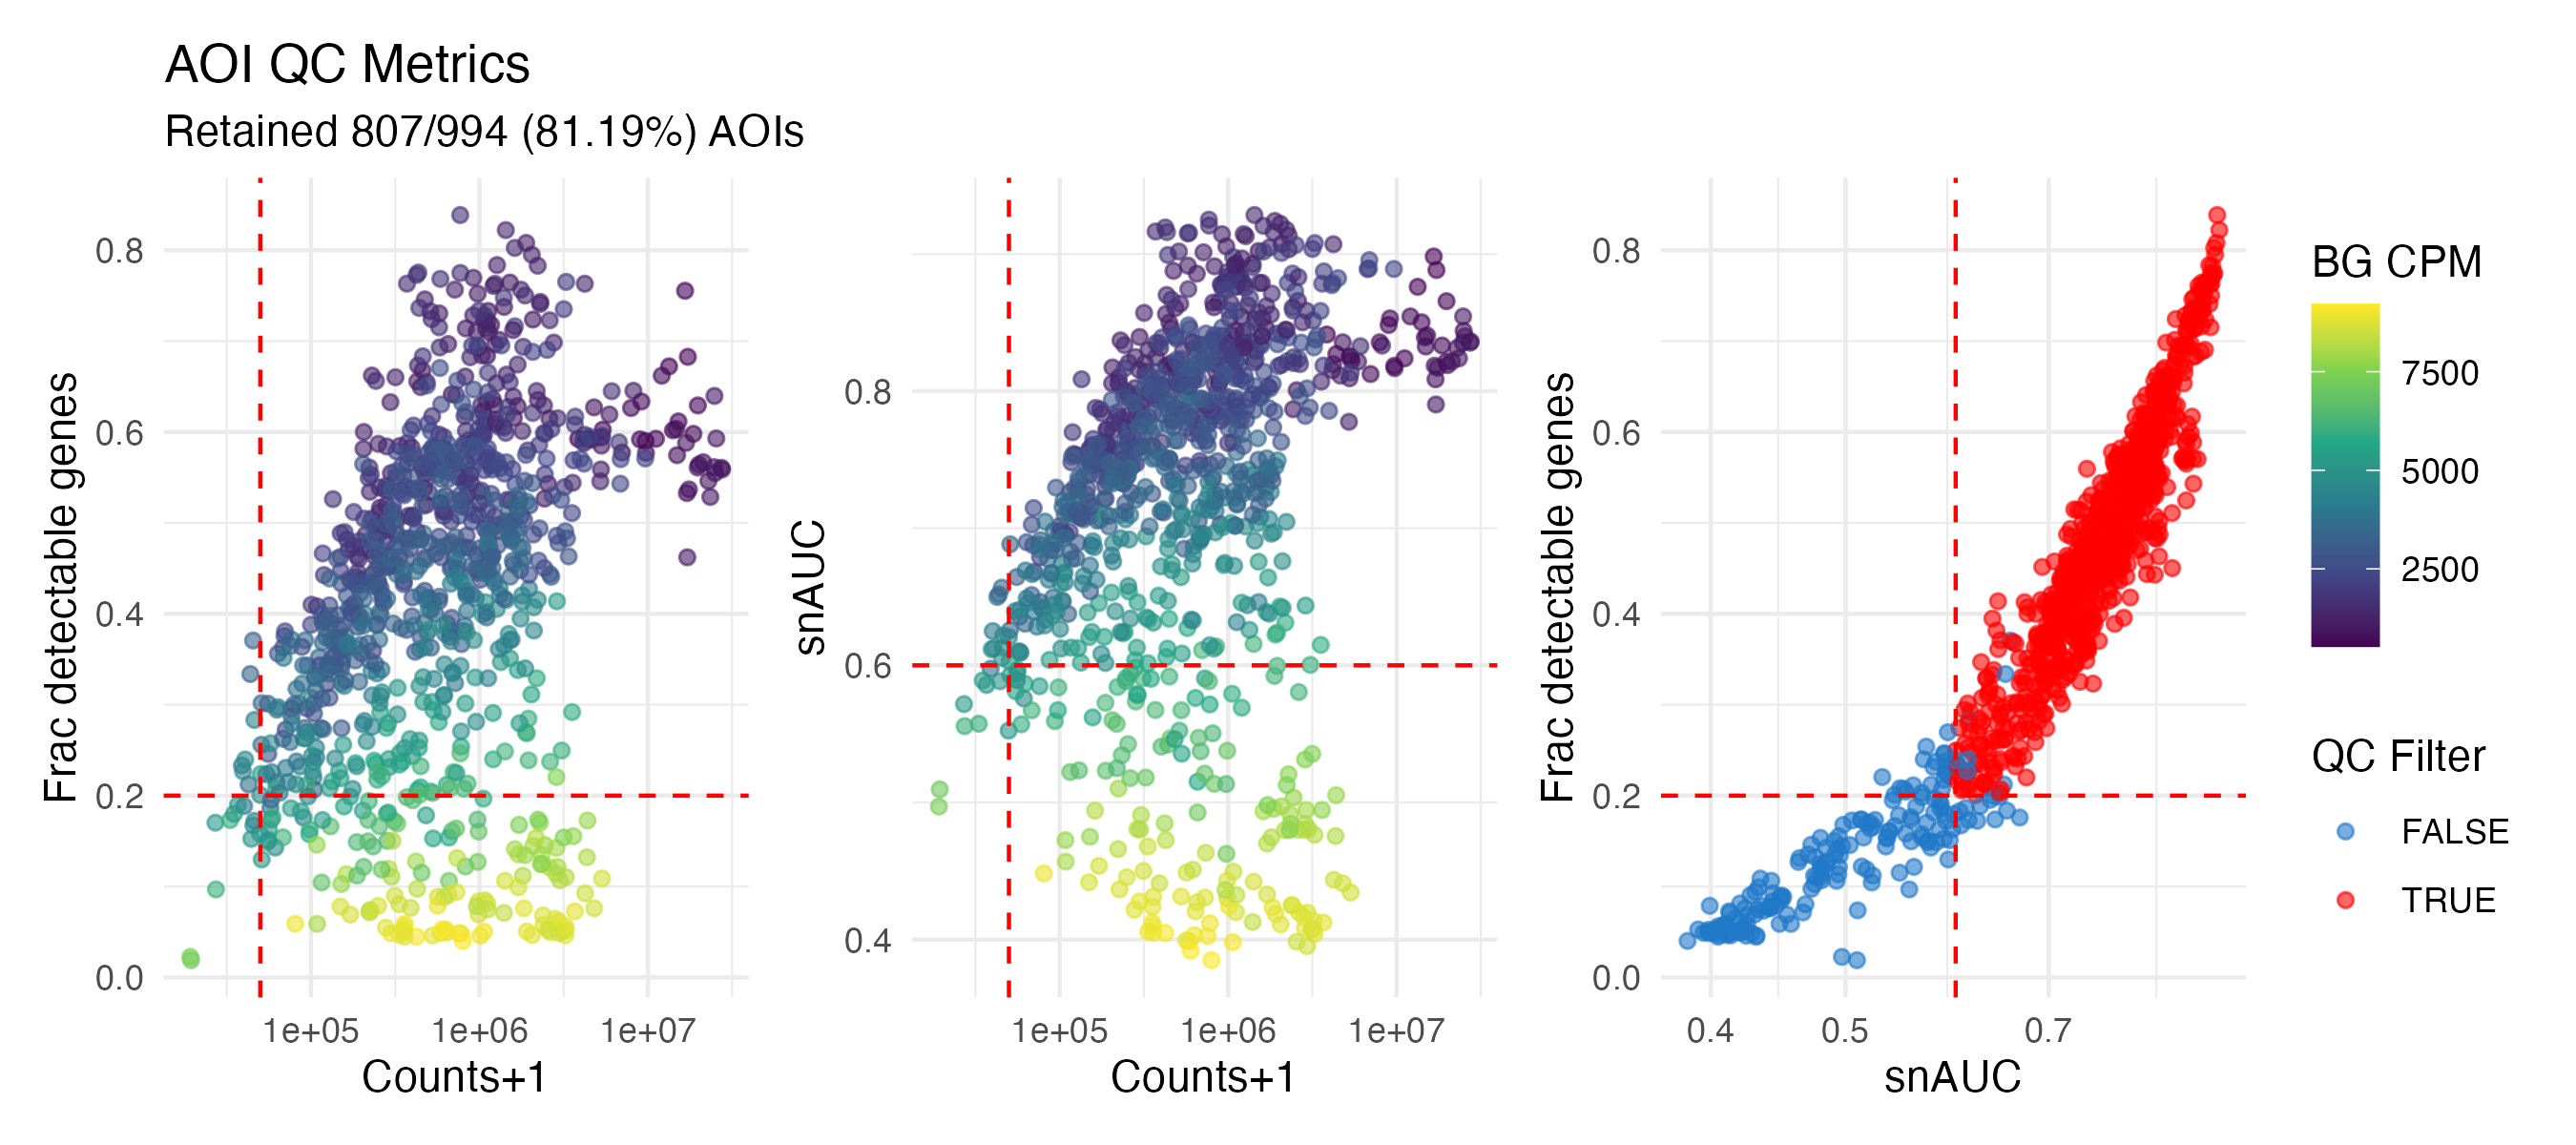 AOI QC Metrics
Retained 807/994 (81.19%) AOIs
Frac detectable genes
0.8
0.6
0.4
0.2
0.0
1e+05 1e+06 1e+07
Counts+1
snAUC
0.8
0.6
0.4
1e+05 1e+06 1e+07
Counts+1
Frac detectable genes
0.8
0.6
0.4
0.2
0.0
0.4 0.5 0.7
snAUC
BG CPM
7500
5000
2500
QC Filter
FALSE
TRUE